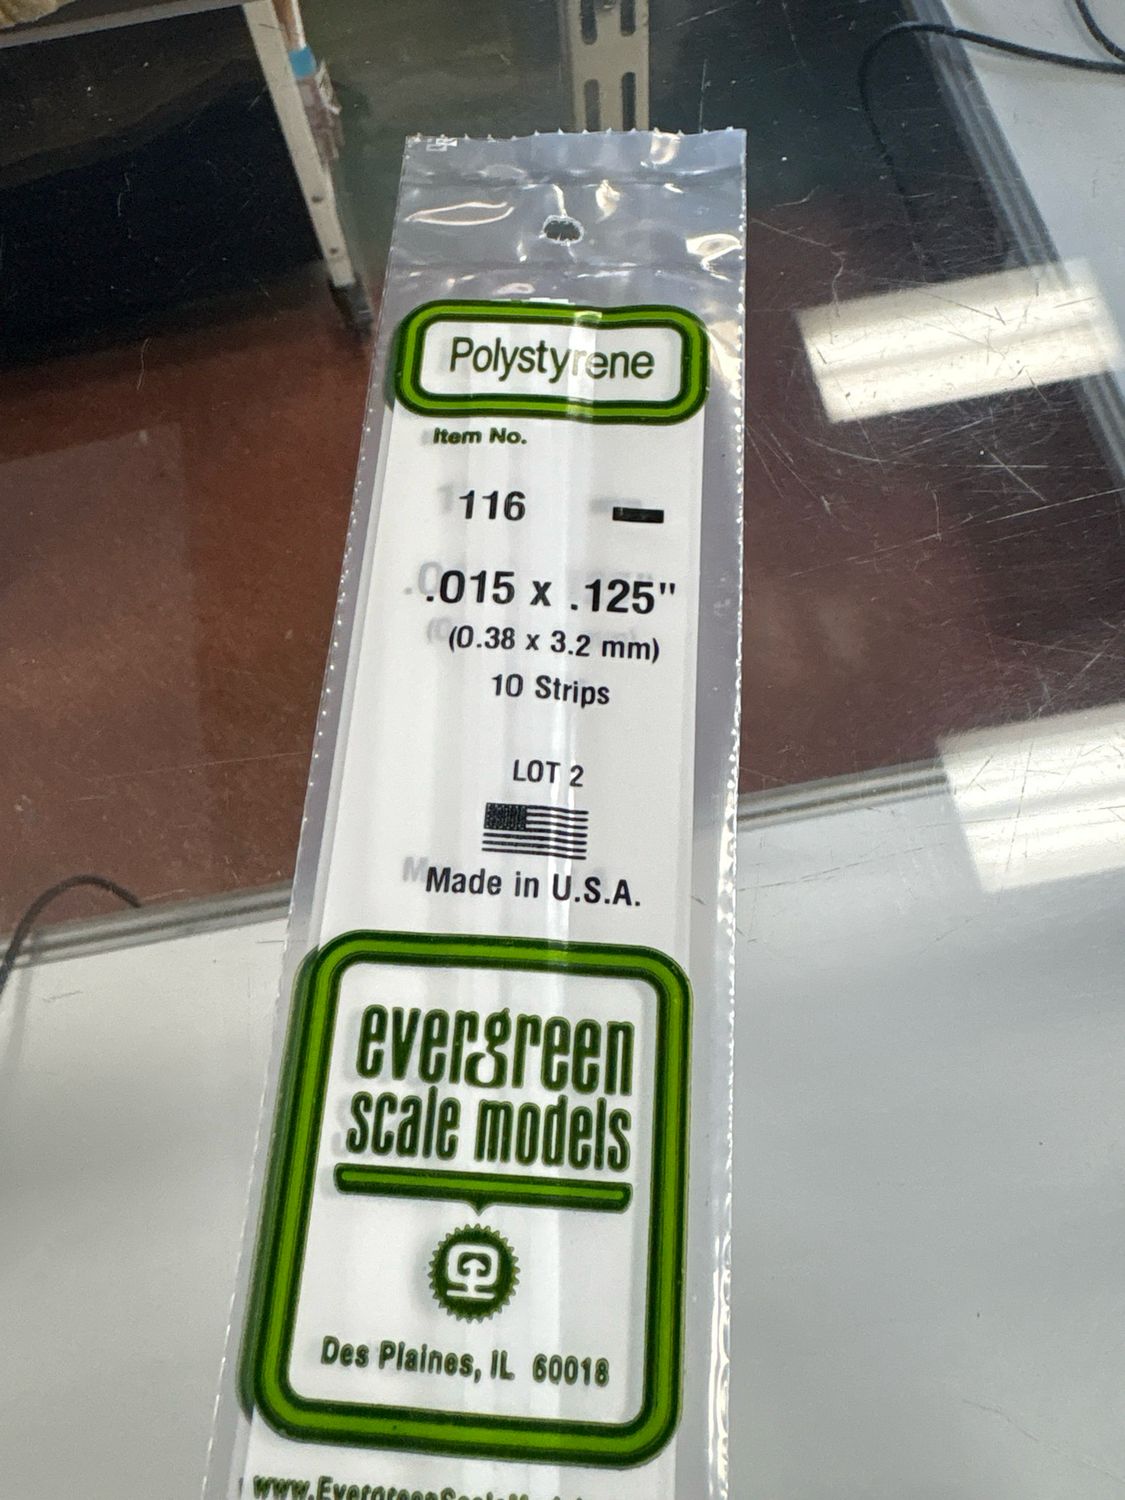 Polystyrene
Item No.
116
.015 x .125"
(0.38 x 3.2 mm)
10 Strips
LOT 2
Made in U.S.A.
evergreen
scale models
Des Plaines, IL 60018